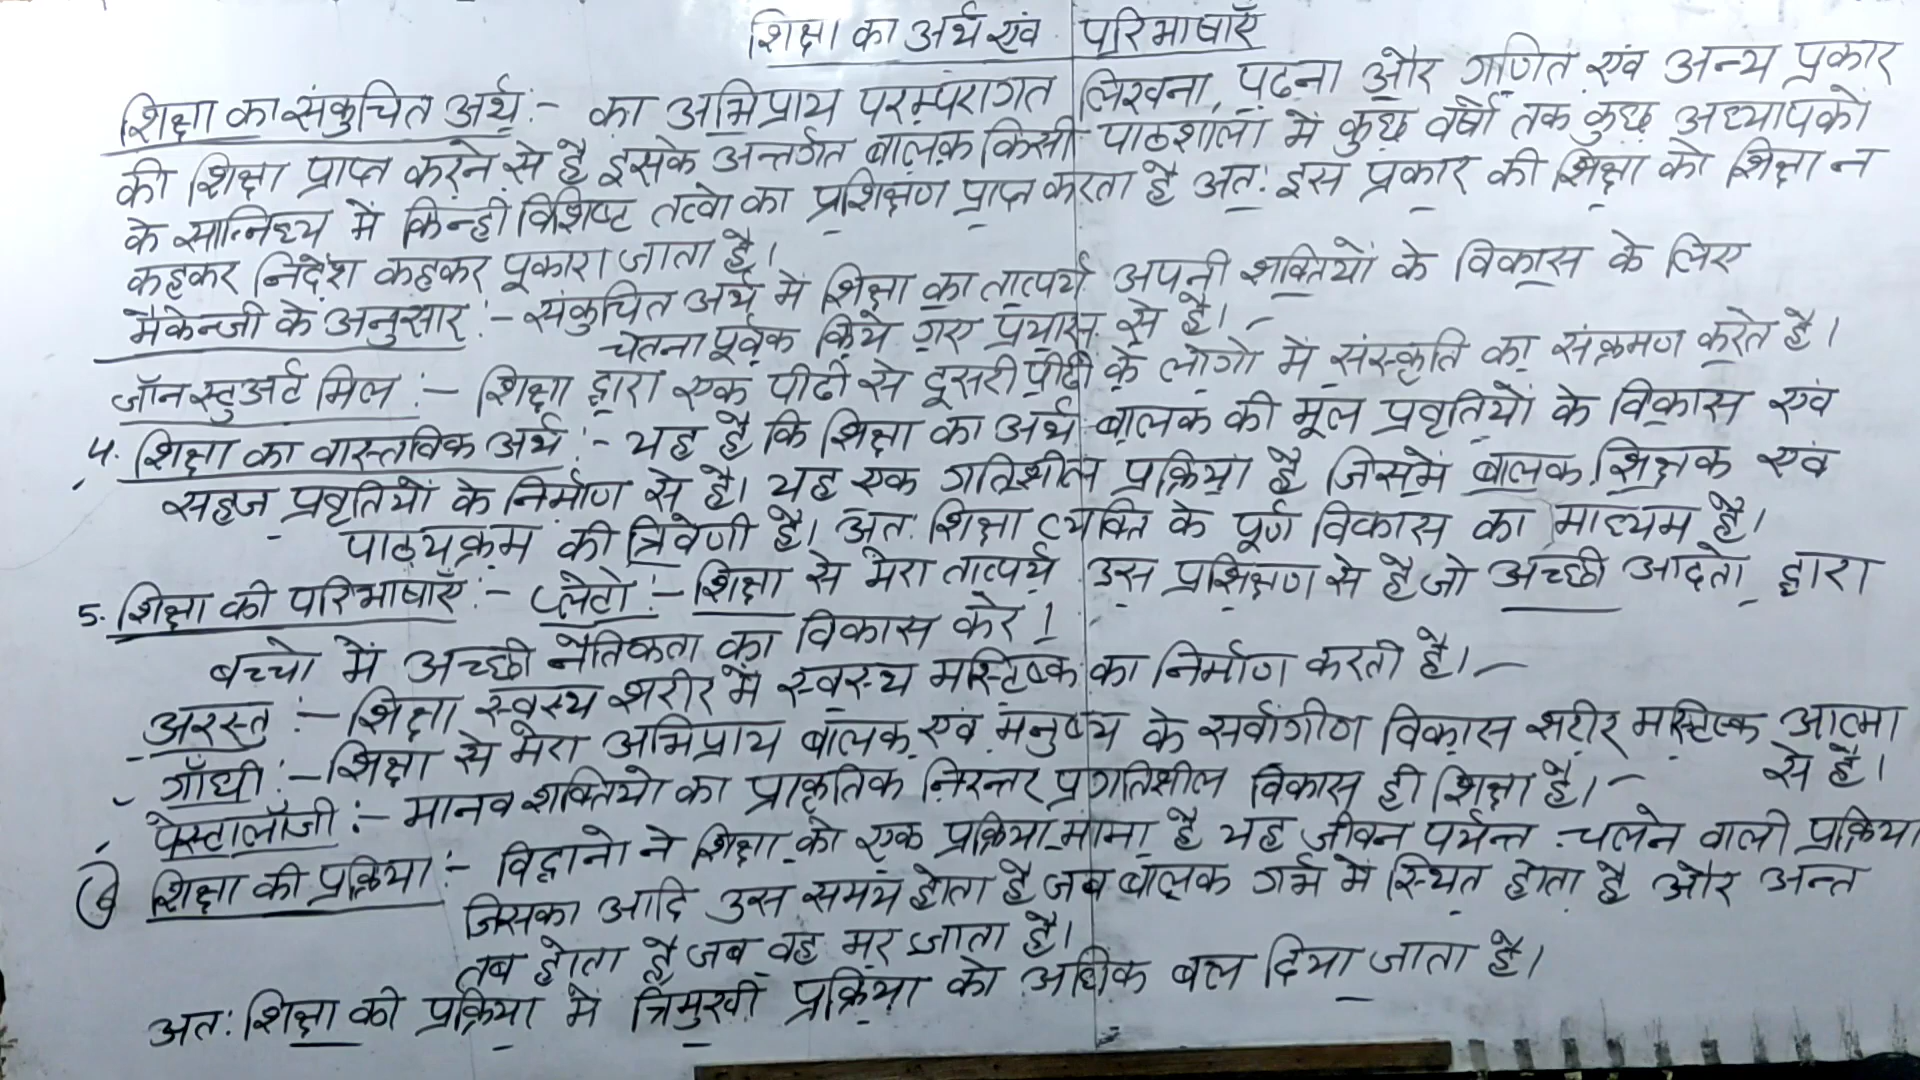 शिक्षा का अर्थ एवं परिभाषाएँ
शिक्षा का संकुचित अर्थ :- का अभिप्राय परम्परागत लिखना, पढना और गणित एवं अन्य प्रकार
की शिक्षा प्राप्त करने से है इसके अन्तर्गत बालक किसी पाठशाला में कुछ वर्षो तक कुछ अध्यापको
के सान्निध्य में किन्ही विशिष्ट तत्वो का प्रशिक्षण प्राप्त करता है अत: इस प्रकार की शिक्षा को शिक्षा न
कहकर निर्देश कहकर पूकारा जाता है।
मैकेन्जी के अनुसार :- संकुचित अर्थ में शिक्षा का तात्पर्य अपनी शक्तियों के विकास के लिए
चेतना पूर्वक किये गए प्रयास से है।
जॉन स्टुअर्ट मिल :- शिक्षा द्वारा एक पीढी से दूसरी पीढी के लोगो में संस्कृति का संक्रमण करते है।
4. शिक्षा का वास्तविक अर्थ :- यह है कि शिक्षा का अर्थ बालक की मूल प्रवृतियों के विकास एवं
सहज प्रवृतियों के निर्माण से है। यह एक गतिशील प्रक्रिया है जिसमें बालक, शिक्षक एवं
पाठ्यक्रम की त्रिवेणी है। अत: शिक्षा व्यक्ति के पूर्ण विकास का माध्यम है।
5. शिक्षा की परिभाषाएँ :- प्लेटो :- शिक्षा से मेरा तात्पर्य उस प्रशिक्षण से है जो अच्छी आदतो द्वारा
बच्चो में अच्छी नैतिकता का विकास करे।
अरस्तु :- शिक्षा स्वस्थ शरीर में स्वस्थ मस्टिष्क का निर्माण करती है।
गाँधी :- शिक्षा से मेरा अभिप्राय बालक एवं मनुष्य के सर्वांगीण विकास शरीर मस्टिष्क आत्मा
से है।
पेस्टालॉजी :- मानव शक्तियो का प्राकृतिक निरन्तर प्रगतिशील विकास ही शिक्षा है।
6 शिक्षा की प्रक्रिया :- विद्वानो ने शिक्षा को एक प्रक्रिया माना है यह जीवन पर्यन्त चलने वाली प्रक्रिया
जिसका आदि उस समय होता है जब बालक गर्भ में स्थित होता है और अन्त
तब होता है जब वह मर जाता है।
अत: शिक्षा की प्रक्रिया में त्रिमुखी प्रक्रिया को अधिक बल दिया जाता है।